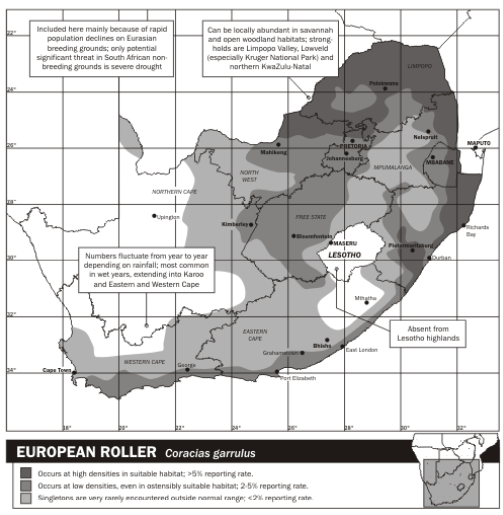 Included here mainly because of rapid
population declines on Eurasian
breeding grounds; only potential
significant threat in South African non-
breeding grounds is severe drought
Can be locally abundant in savannah
and open woodland habitats; strong-
holds are Limpopo Valley, Lowveld
(especially Kruger National Park) and
northern KwaZulu-Natal
22°
LIMPOPO
Polokwane
24°
Nelspruit
MAPUTO
PRETORIA
Johannesburg
Mahikeng
26°
MBABANE
MPUMALANGA
NORTH
WEST
NORTHERN CAPE
28°
Upington
Kimberley
FREE STATE
Richards
Bay
Bloemfontein
MASERU
LESOTHO
Pietermaritzburg
Durban
Numbers fluctuate from year to year
depending on rainfall; most common
in wet years, extending into Karoo
and Eastern and Western Cape
30°
Mthatha
32°
Absent from
Lesotho highlands
EASTERN
CAPE
Bhisho
East London
Grahamstown
WESTERN CAPE
George
Cape Town
34°
Port Elizabeth
18°
20°
22°
24°
26°
28°
30°
32°
EUROPEAN ROLLER Coracias garrulus
Occurs at high densities in suitable habitat; >5% reporting rate.
Occurs at low densities, even in ostensibly suitable habitat; 2-5% reporting rate.
Singletons are very rarely encountered outside normal range; <2% reporting rate.